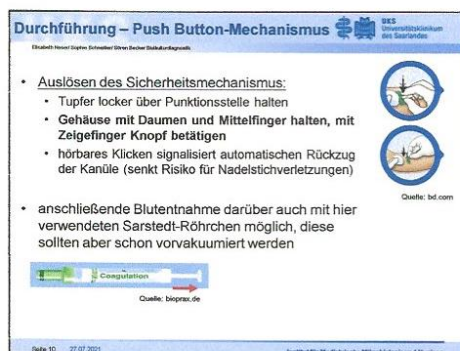 Durchführung – Push Button-Mechanismus
UKS
Universitätsklinikum
des Saarlandes
• Auslösen des Sicherheitsmechanismus:
• Tupfer locker über Punktionsstelle halten
• Gehäuse mit Daumen und Mittelfinger halten, mit
Zeigefinger Knopf betätigen
• hörbares Klicken signalisiert automatischen Rückzug
der Kanüle (senkt Risiko für Nadelstichverletzungen)
Quelle: bd.com
• anschließende Blutentnahme darüber auch mit hier
verwendeten Sarstedt-Röhrchen möglich, diese
sollten aber schon vorvakuumiert werden
Coagulation
Quelle: bioprax.de
Seite 10 27.07.2021